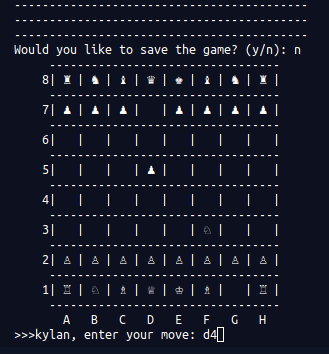 Would you like to save the game? (y/n): n
8| ♜ | ♞ | ♝ | ♛ | ♚ | ♝ | ♞ | ♜ |
7| ♟ | ♟ | ♟ |   | ♟ | ♟ | ♟ | ♟ |
6|   |   |   |   |   |   |   |   |
5|   |   |   | ♟ |   |   |   |   |
4|   |   |   |   |   |   |   |   |
3|   |   |   |   |   | ♘ |   |   |
2| ♙ | ♙ | ♙ | ♙ | ♙ | ♙ | ♙ | ♙ |
1| ♖ | ♘ | ♗ | ♕ | ♔ | ♗ |   | ♖ |
A B C D E F G H
>>>kylan, enter your move: d4